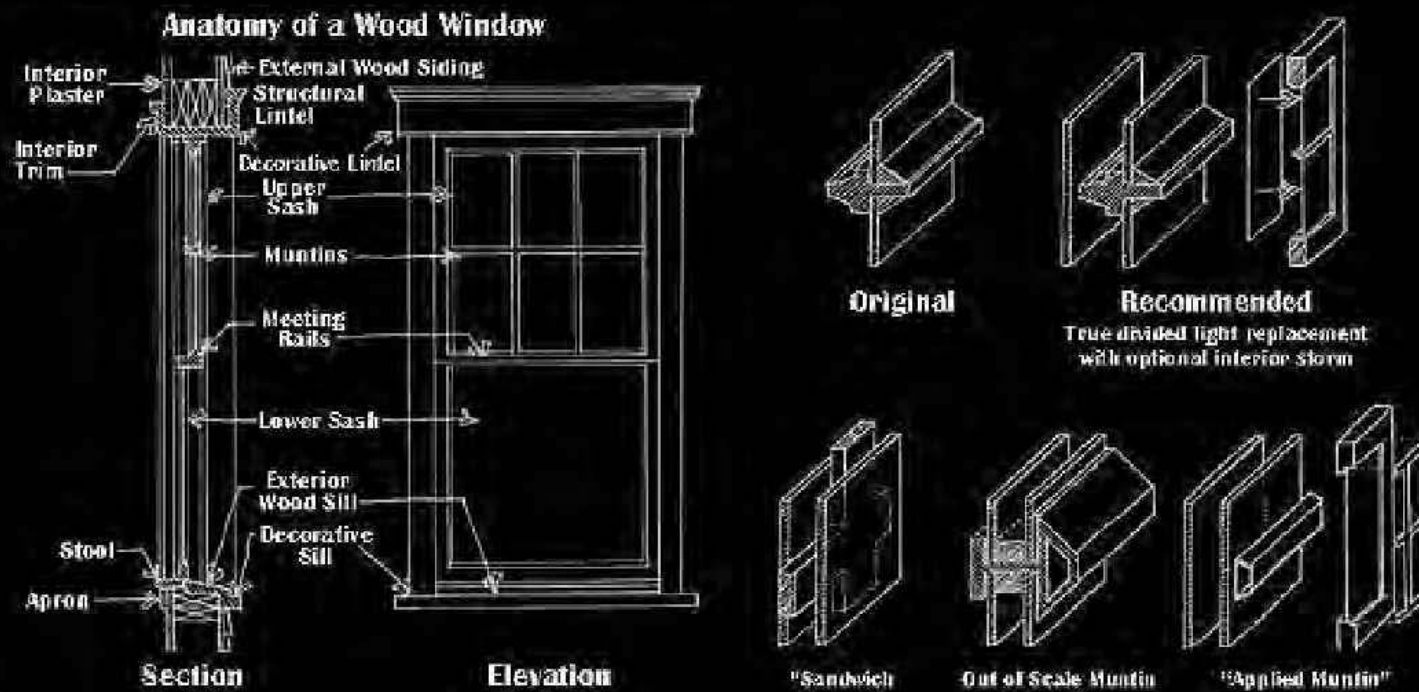 Anatomy of a Wood Window
Interior
Plaster
External Wood Siding
Structural
Lintel
Interior
Trim
Decorative Lintel
Upper
Sash
Muntins
Meeting
Rails
Lower Sash
Exterior
Wood Sill
Decorative
Sill
Stool
Apron
Section
Elevation
Original
Recommended
True divided light replacement
with optional interior storm
"Sandwich
Out of Scale Muntin
"Applied Muntin"